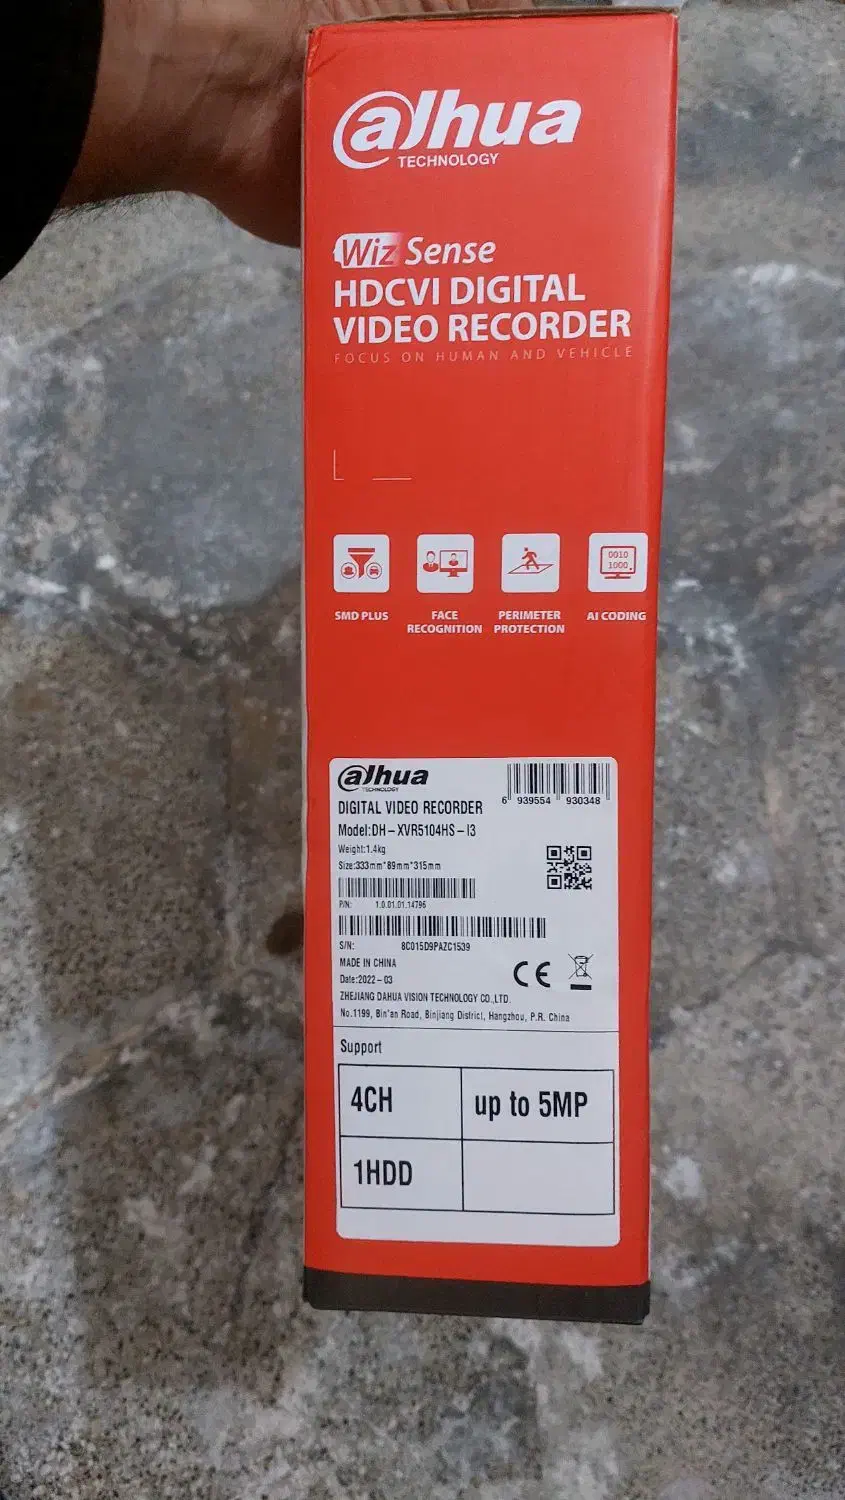 alhua
TECHNOLOGY
Wiz Sense
HDCVI DIGITAL
VIDEO RECORDER
FOCUS ON HUMAN AND VEHICLE
0010
1000
SMD PLUS
FACE
RECOGNITION
PERIMETER
PROTECTION
AI CODING
alhua
TECHNOLOGY
6 939554 930348
DIGITAL VIDEO RECORDER
Model:DH-XVR5104HS-I3
Weight:1.4kg
Size:333mm*89mm*315mm
P/N: 1.0.01.01.14796
S/N: 8C015D9PAZC1539
MADE IN CHINA
Date:2022-03
CE
ZHEJIANG DAHUA VISION TECHNOLOGY CO.,LTD.
No.1199, Bin'an Road, Binjiang District, Hangzhou, P.R. China
Support
4CH up to 5MP
1HDD